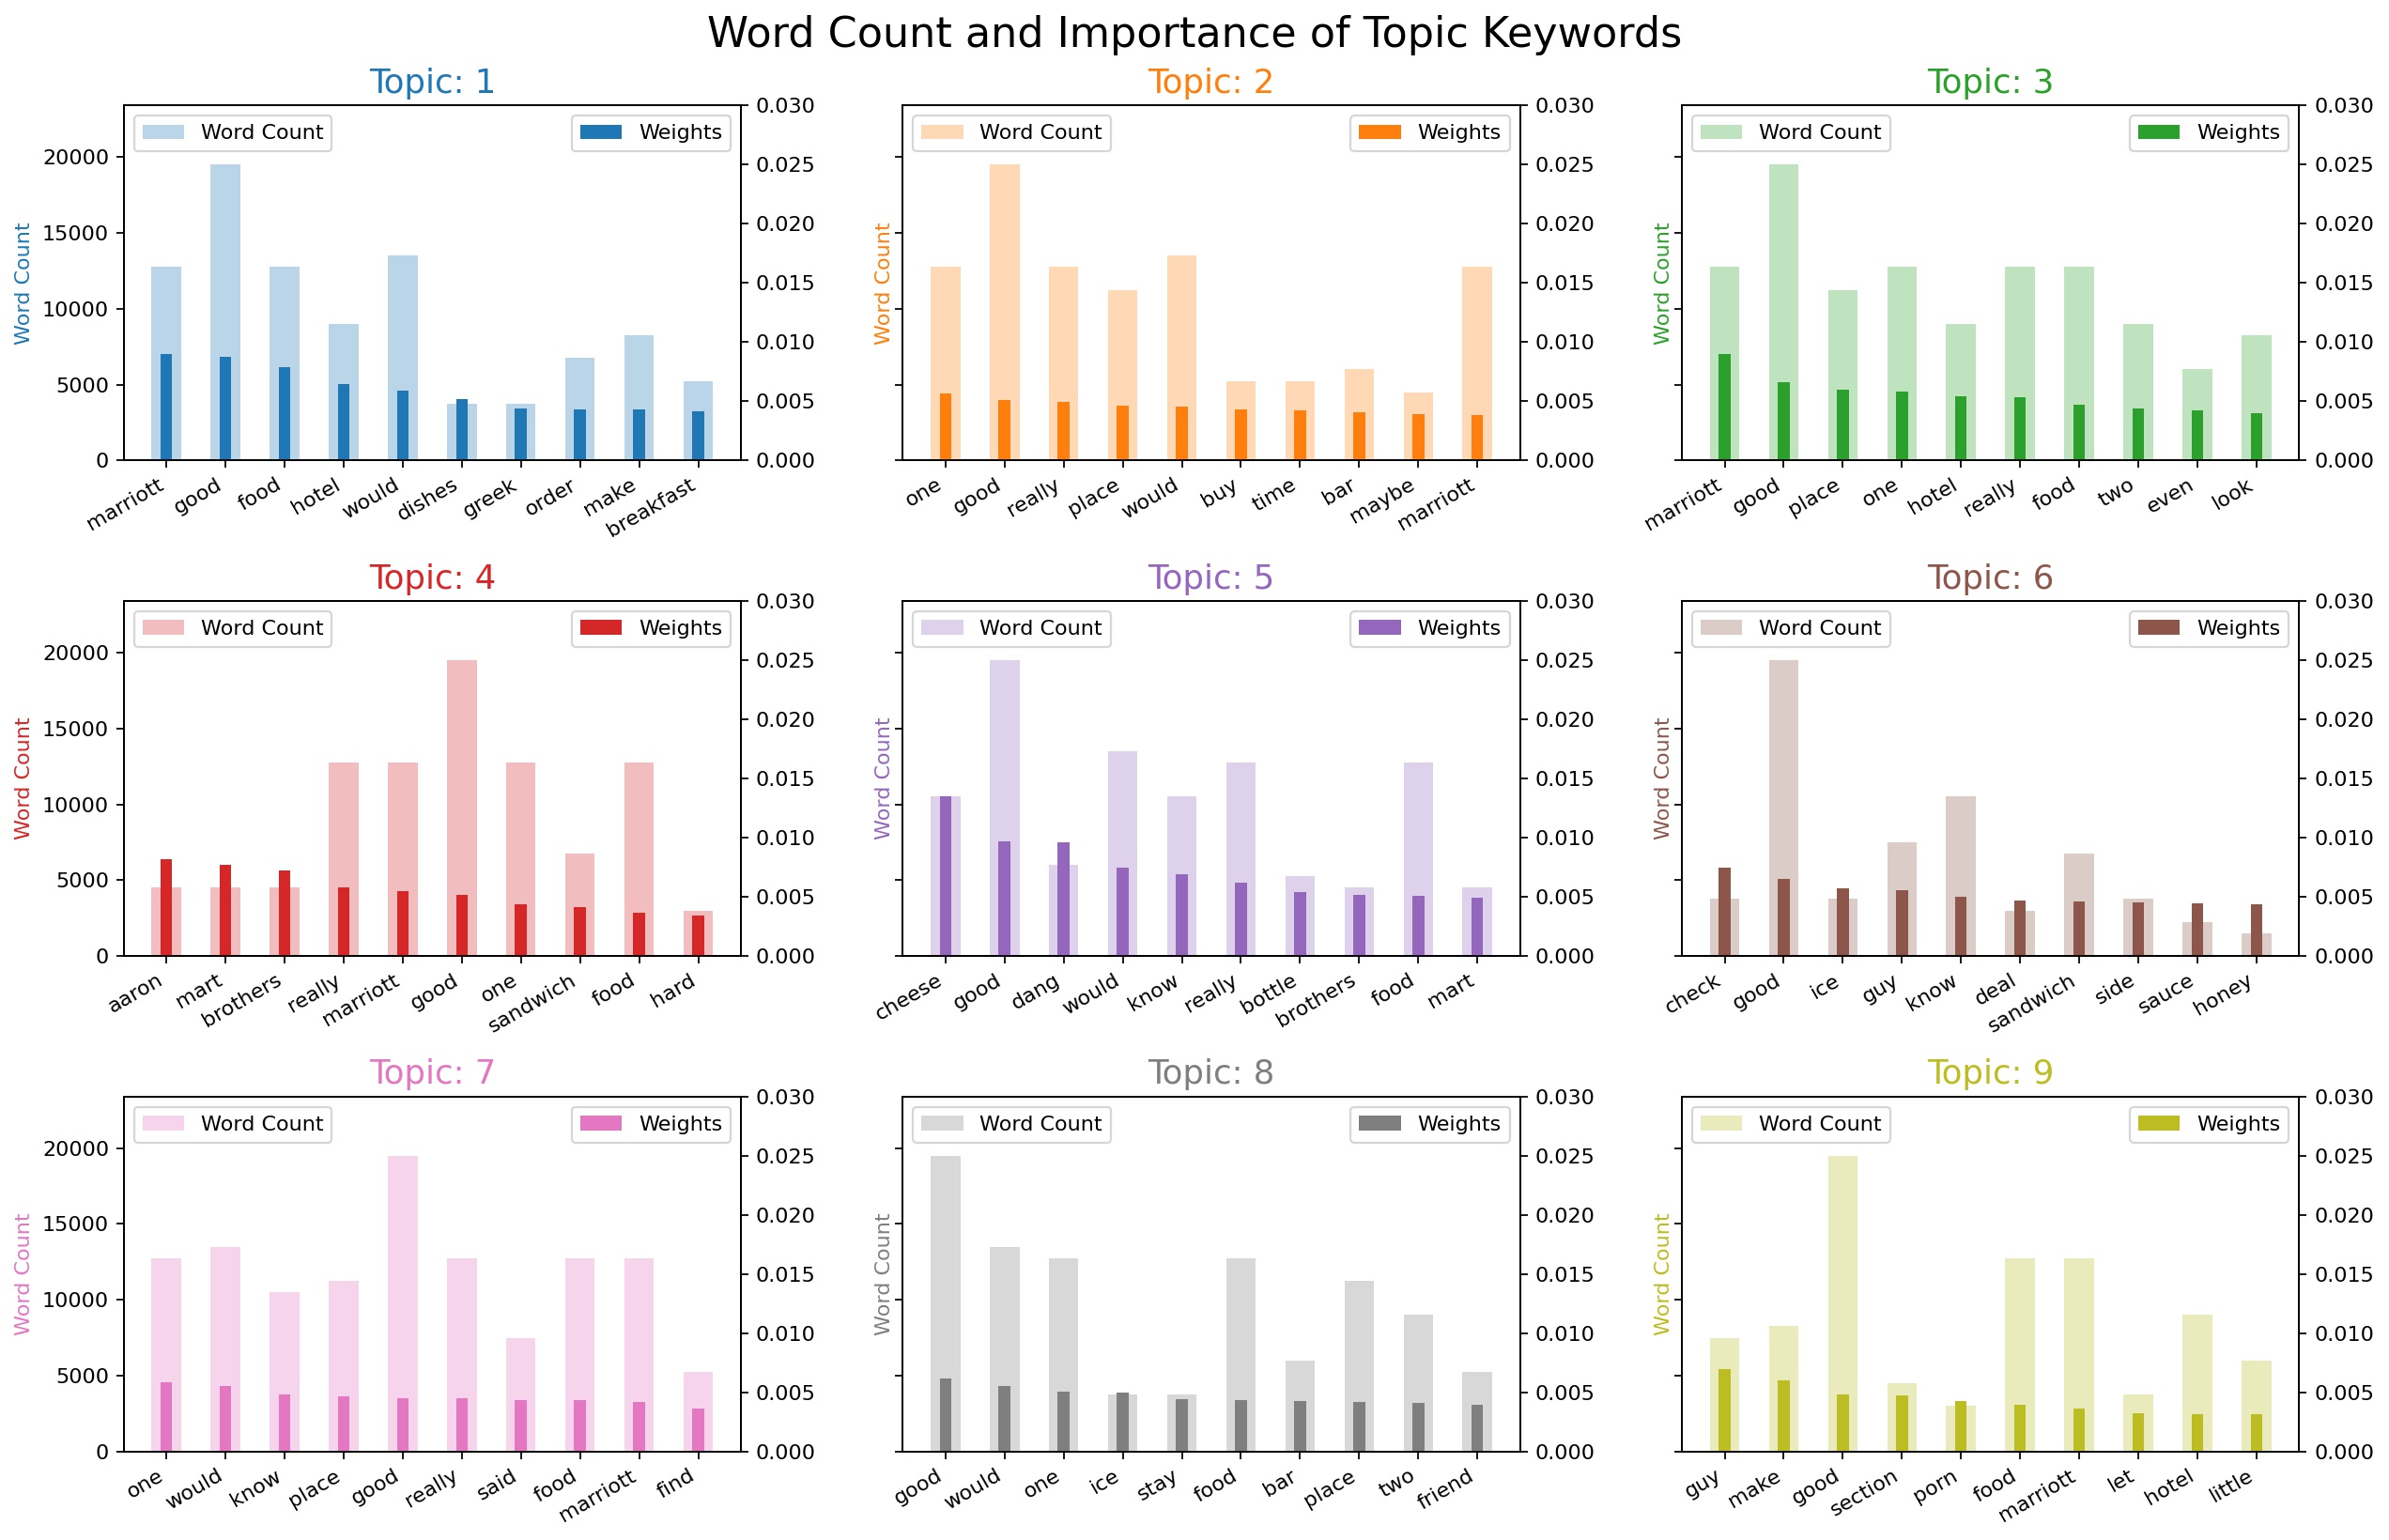 Word Count and Importance of Topic Keywords
Topic: 1
Word Count
Weights
Word Count
20000
15000
10000
5000
0
0.030
0.025
0.020
0.015
0.010
0.005
0.000
marriott good food hotel would dishes greek order make breakfast
Topic: 2
Word Count
Weights
Word Count
0.030
0.025
0.020
0.015
0.010
0.005
0.000
one good really place would buy time bar maybe marriott
Topic: 3
Word Count
Weights
Word Count
0.030
0.025
0.020
0.015
0.010
0.005
0.000
marriott good place one hotel really food two even look
Topic: 4
Word Count
Weights
Word Count
20000
15000
10000
5000
0
0.030
0.025
0.020
0.015
0.010
0.005
0.000
aaron mart brothers really marriott good one sandwich food hard
Topic: 5
Word Count
Weights
Word Count
0.030
0.025
0.020
0.015
0.010
0.005
0.000
cheese good dang would know really bottle brothers food mart
Topic: 6
Word Count
Weights
Word Count
0.030
0.025
0.020
0.015
0.010
0.005
0.000
check good ice guy know deal sandwich side sauce honey
Topic: 7
Word Count
Weights
Word Count
20000
15000
10000
5000
0
0.030
0.025
0.020
0.015
0.010
0.005
0.000
one would know place good really said food marriott find
Topic: 8
Word Count
Weights
Word Count
0.030
0.025
0.020
0.015
0.010
0.005
0.000
good would one ice stay food bar place two friend
Topic: 9
Word Count
Weights
Word Count
0.030
0.025
0.020
0.015
0.010
0.005
0.000
guy make good section porn food marriott let hotel little